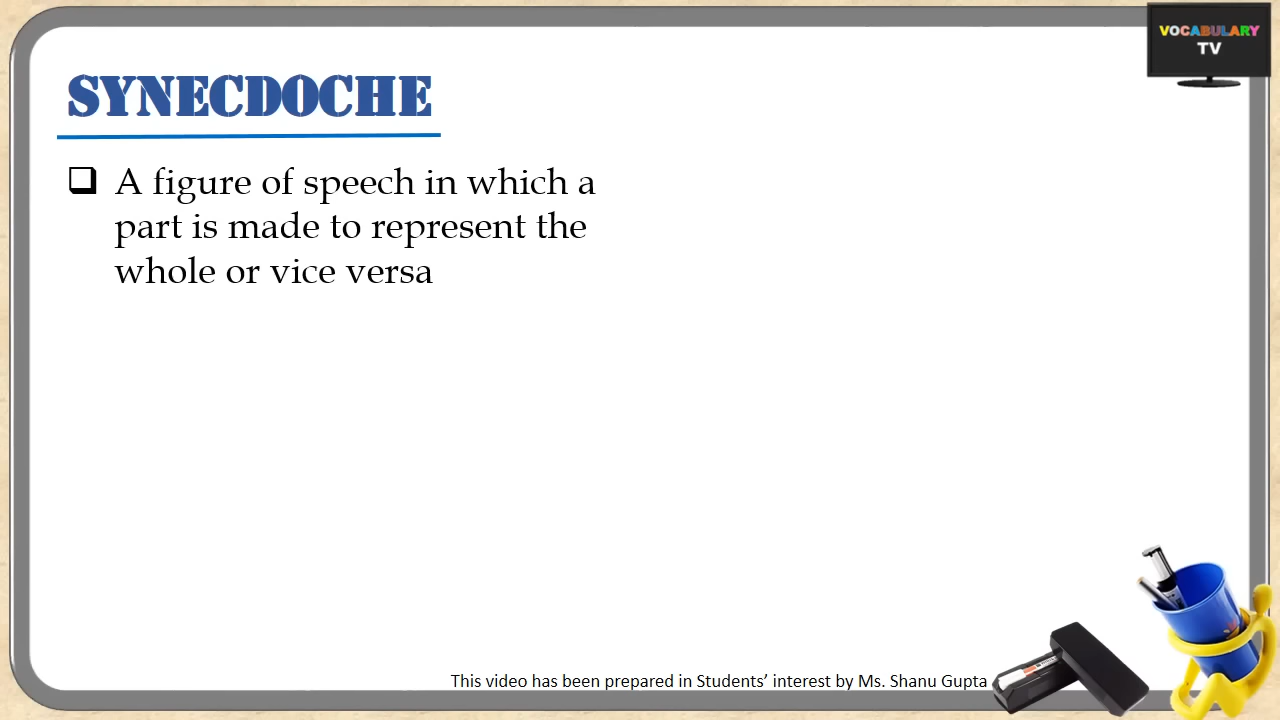 VOCABULARY
TV
SYNECDOCHE
A figure of speech in which a
part is made to represent the
whole or vice versa
This video has been prepared in Students’ interest by Ms. Shanu Gupta